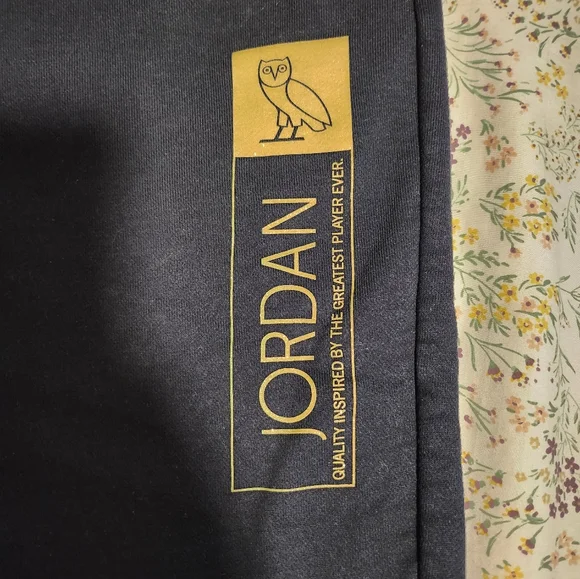 JORDAN
QUALITY INSPIRED BY THE GREATEST PLAYER EVER.